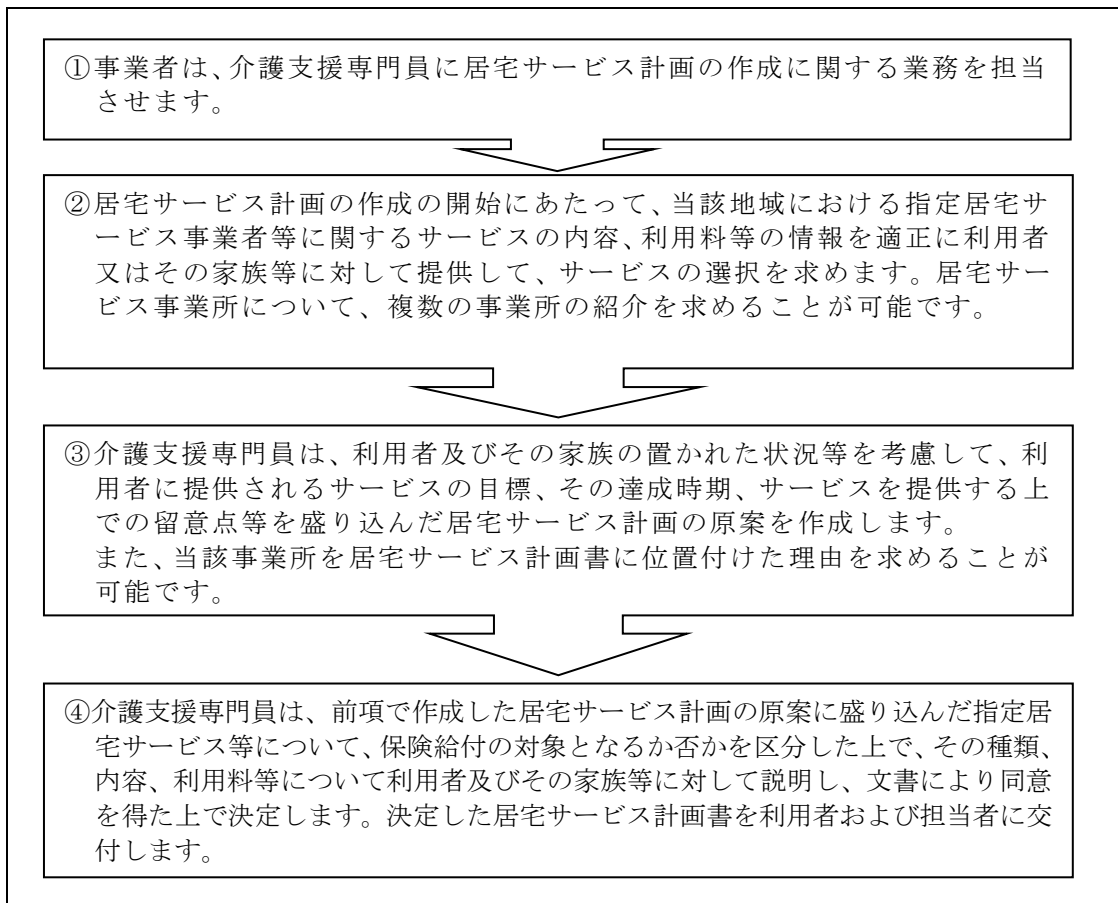 ①事業者は、介護支援専門員に居宅サービス計画の作成に関する業務を担当
させます。
②居宅サービス計画の作成の開始にあたって、当該地域における指定居宅サ
ービス事業者等に関するサービスの内容、利用料等の情報を適正に利用者
又はその家族等に対して提供して、サービスの選択を求めます。居宅サー
ビス事業所について、複数の事業所の紹介を求めることが可能です。
③介護支援専門員は、利用者及びその家族の置かれた状況等を考慮して、利
用者に提供されるサービスの目標、その達成時期、サービスを提供する上
での留意点等を盛り込んだ居宅サービス計画の原案を作成します。
また、当該事業所を居宅サービス計画書に位置付けた理由を求めることが
可能です。
④介護支援専門員は、前項で作成した居宅サービス計画の原案に盛り込んだ指定居
宅サービス等について、保険給付の対象となるか否かを区分した上で、その種類、
内容、利用料等について利用者及びその家族等に対して説明し、文書により同意
を得た上で決定します。決定した居宅サービス計画書を利用者および担当者に交
付します。